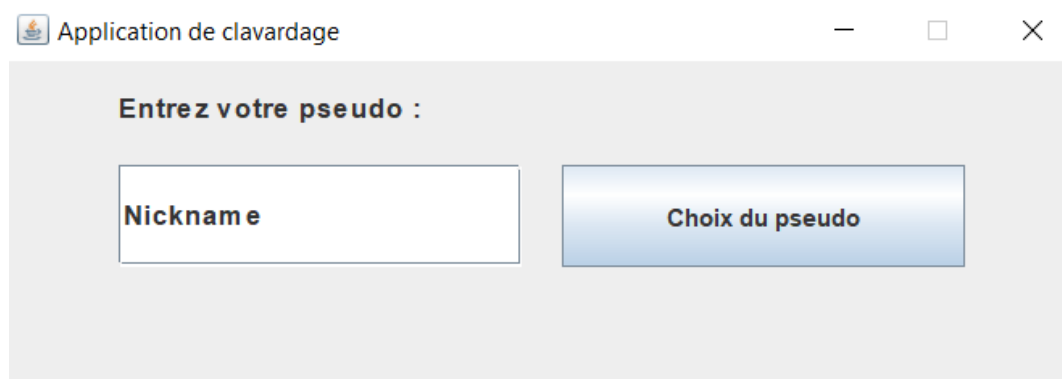 Application de clavardage
Entrez votre pseudo :
Nickname
Choix du pseudo